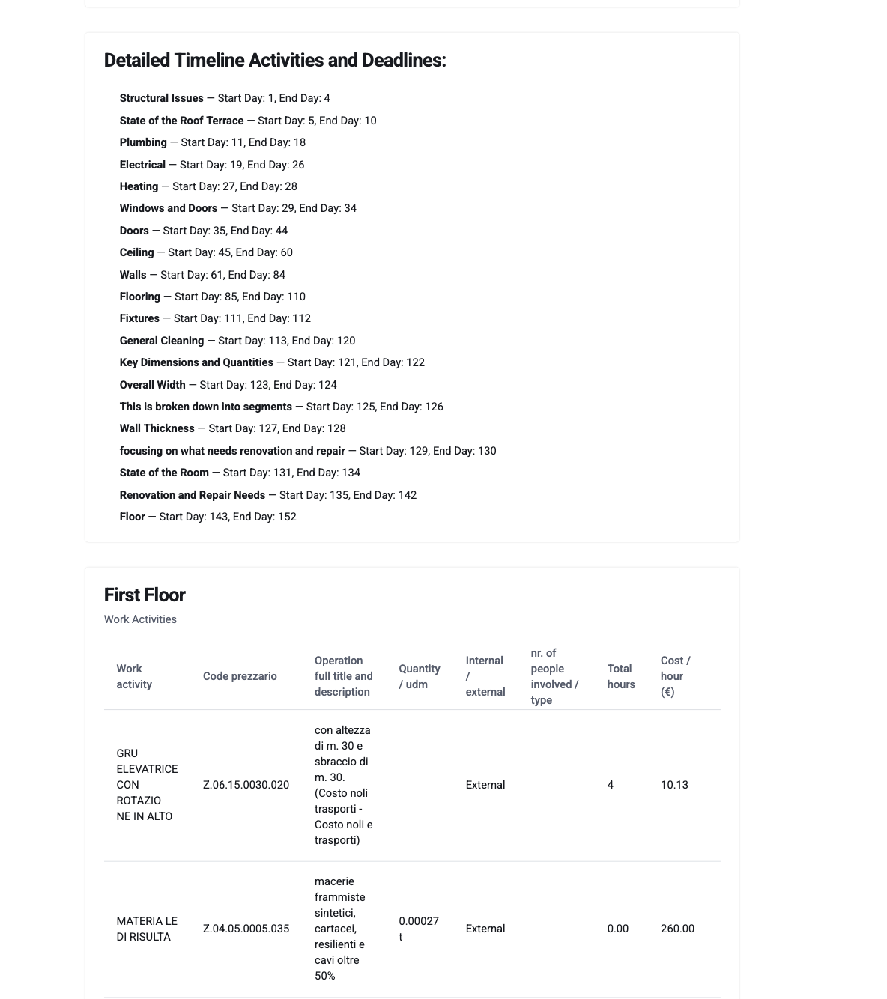 Detailed Timeline Activities and Deadlines:
Structural Issues — Start Day: 1, End Day: 4
State of the Roof Terrace — Start Day: 5, End Day: 10
Plumbing — Start Day: 11, End Day: 18
Electrical — Start Day: 19, End Day: 26
Heating — Start Day: 27, End Day: 28
Windows and Doors — Start Day: 29, End Day: 34
Doors — Start Day: 35, End Day: 44
Ceiling — Start Day: 45, End Day: 60
Walls — Start Day: 61, End Day: 84
Flooring — Start Day: 85, End Day: 110
Fixtures — Start Day: 111, End Day: 112
General Cleaning — Start Day: 113, End Day: 120
Key Dimensions and Quantities — Start Day: 121, End Day: 122
Overall Width — Start Day: 123, End Day: 124
This is broken down into segments — Start Day: 125, End Day: 126
Wall Thickness — Start Day: 127, End Day: 128
focusing on what needs renovation and repair — Start Day: 129, End Day: 130
State of the Room — Start Day: 131, End Day: 134
Renovation and Repair Needs — Start Day: 135, End Day: 142
Floor — Start Day: 143, End Day: 152
First Floor
Work Activities
Work
activity
Code prezzario
Operation
full title and
description
Quantity
/ udm
Internal
/
external
nr. of
people
involved /
type
Total
hours
Cost /
hour
(€)
GRU
ELEVATRICE
CON
ROTAZIO
NE IN ALTO
Z.06.15.0030.020
con altezza
di m. 30 e
sbraccio di
m. 30.
(Costo noli
trasporti -
Costo noli e
trasporti)
External
4
10.13
MATERIA LE
DI RISULTA
Z.04.05.0005.035
macerie
frammiste
sintetici,
cartacei,
resilienti e
cavi oltre
50%
0.00027
t
External
0.00
260.00